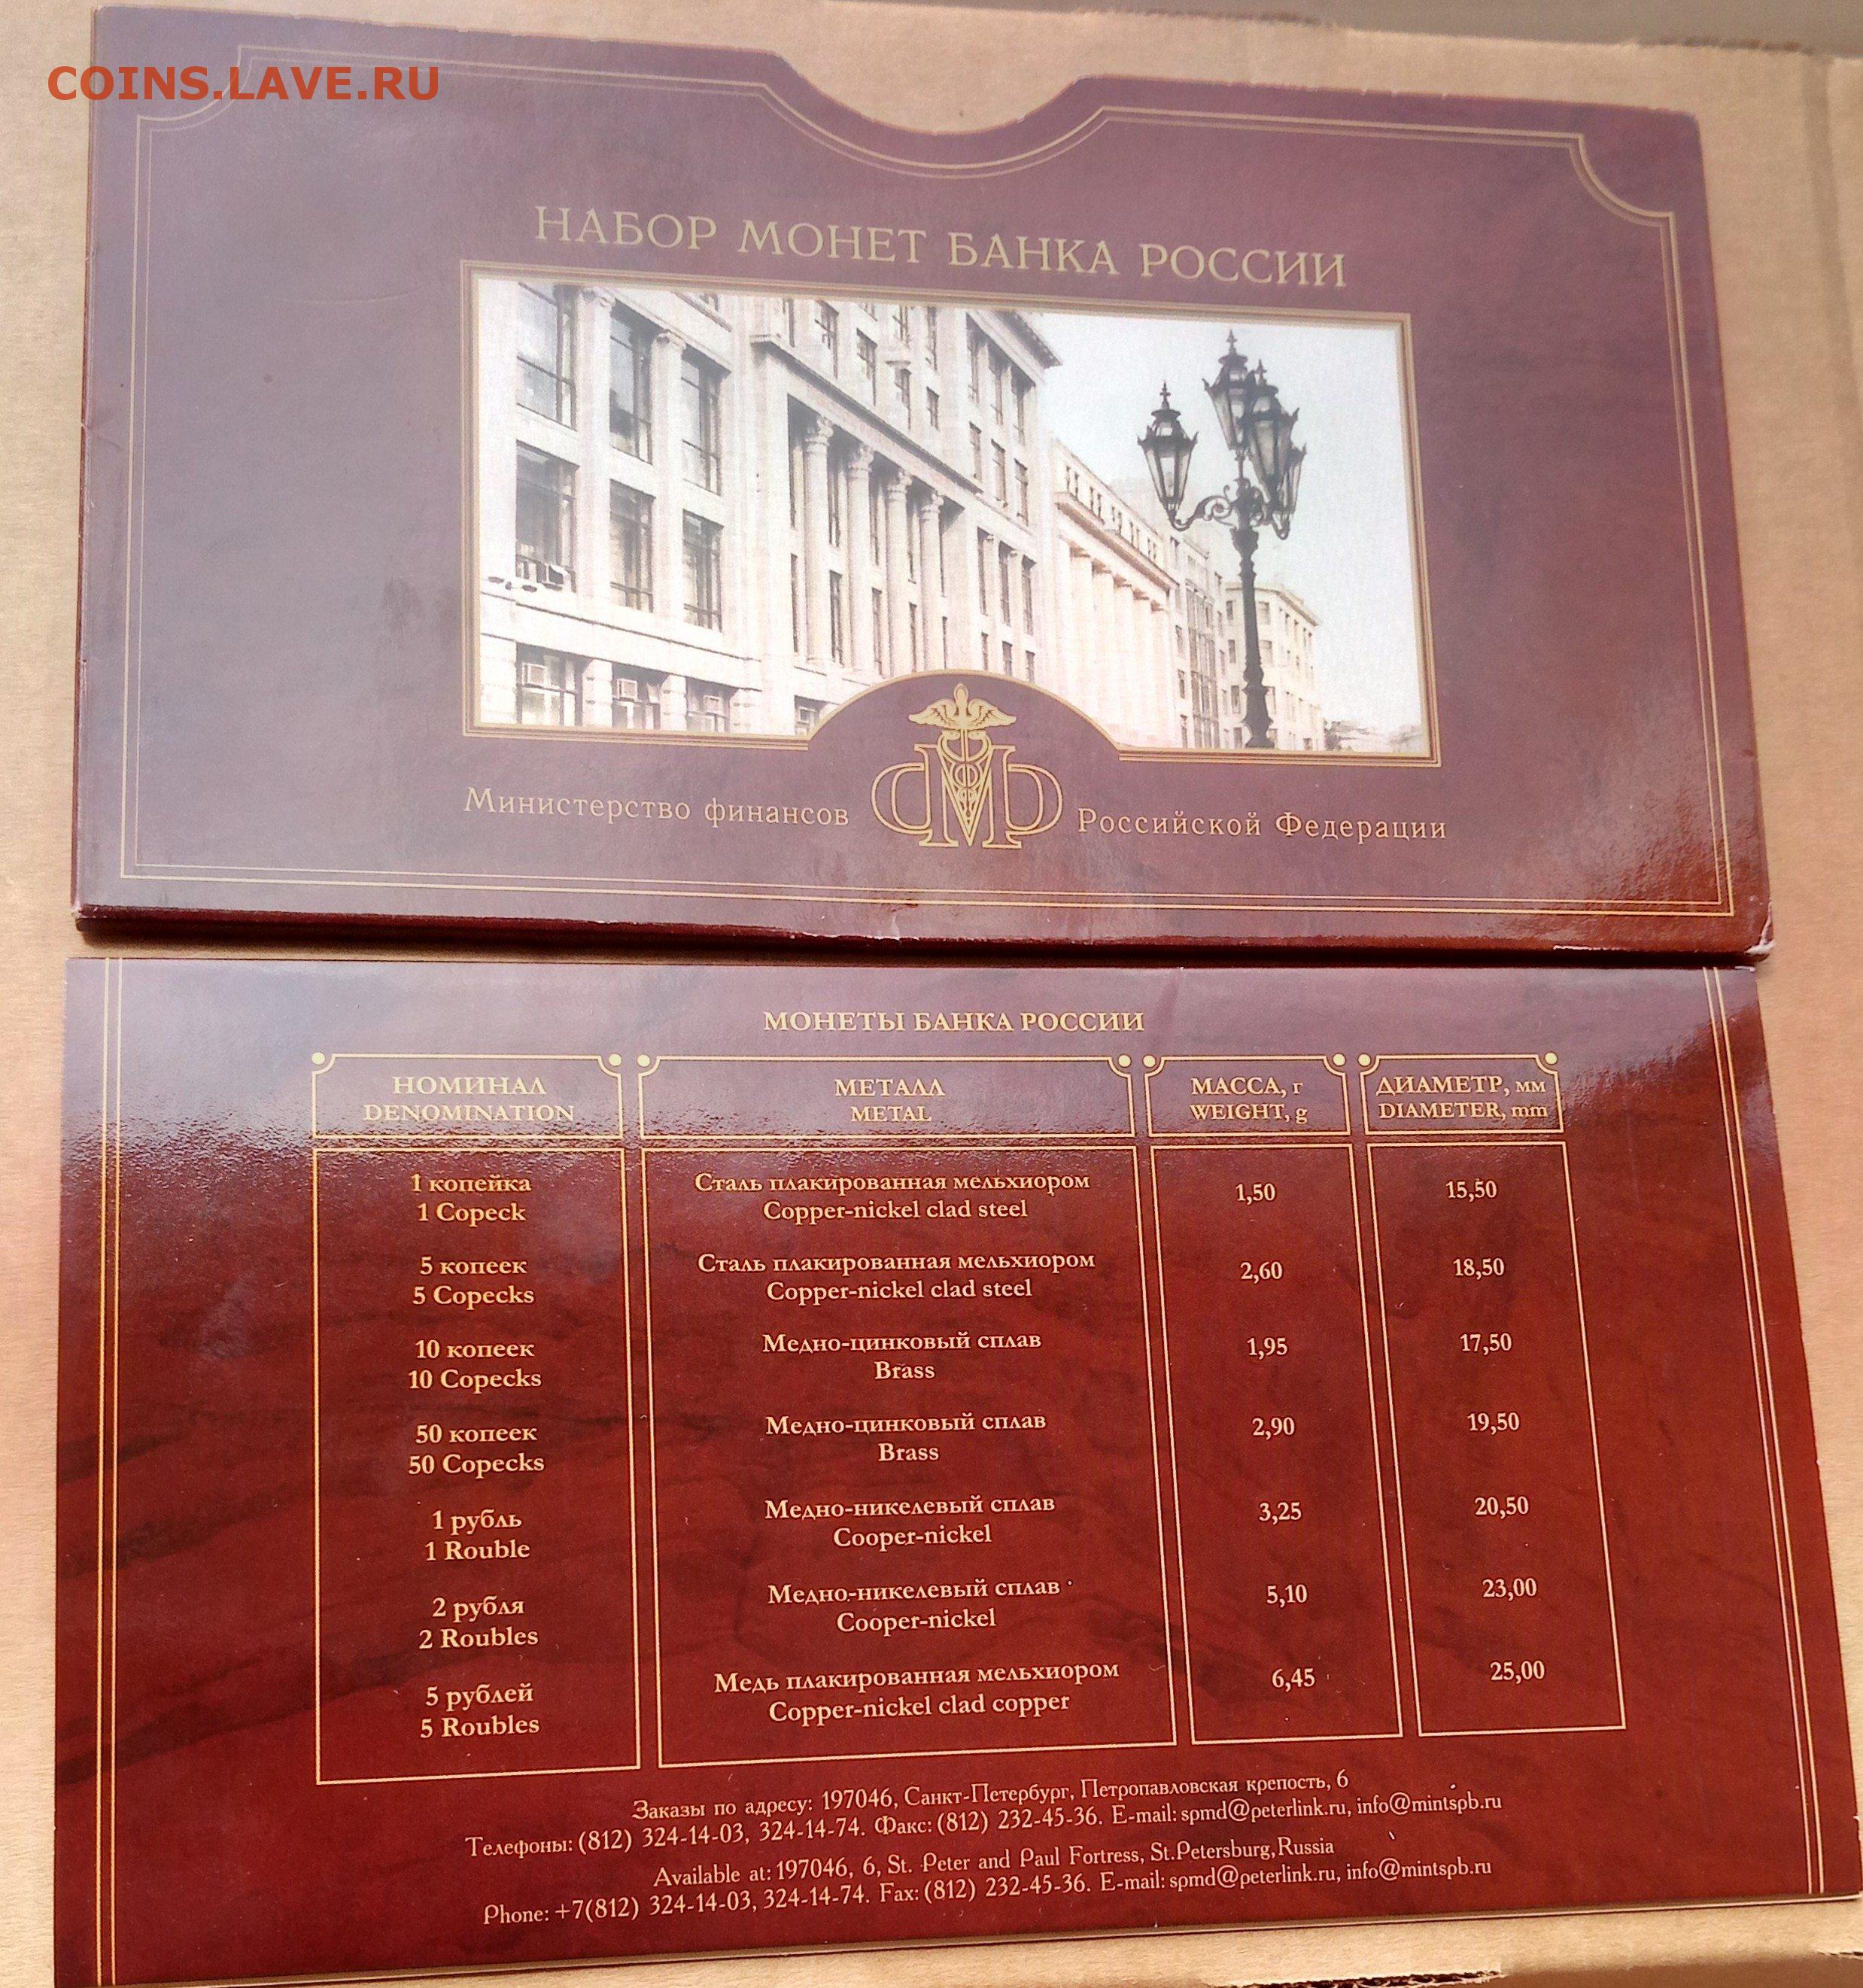 COINS.LAVE.RU
НАБОР МОНЕТ БАНКА РОССИИ
Министерство финансов Российской Федерации
МОНЕТЫ БАНКА РОССИИ
НОМИНАЛ МЕТАЛЛ МАССА, г ДИАМЕТР, мм
DENOMINATION METAL WEIGHT, g DIAMETER, mm
1 копейка Сталь плакированная мельхиором 1,50 15,50
1 Copeck Copper-nickel clad steel
5 копеек Сталь плакированная мельхиором 2,60 18,50
5 Copecks Copper-nickel clad steel
10 копеек Медно-цинковый сплав 1,95 17,50
10 Copecks Brass
50 копеек Медно-цинковый сплав 2,90 19,50
50 Copecks Brass
1 рубль Медно-никелевый сплав 3,25 20,50
1 Rouble Cooper-nickel
2 рубля Медно-никелевый сплав 5,10 23,00
2 Roubles Cooper-nickel
5 рублей Медь плакированная мельхиором 6,45 25,00
5 Roubles Copper-nickel clad copper
Заказы по адресу: 197046, Санкт-Петербург, Петропавловская крепость, 6
Телефоны: (812) 324-14-03, 324-14-74. Факс: (812) 232-45-36. E-mail: spmd@peterlink.ru, info@mintspb.ru
Available at: 197046, 6, St. Peter and Paul Fortress, St.Petersburg, Russia
Phone: +7(812) 324-14-03, 324-14-74. Fax: (812) 232-45-36. E-mail: spmd@peterlink.ru, info@mintspb.ru